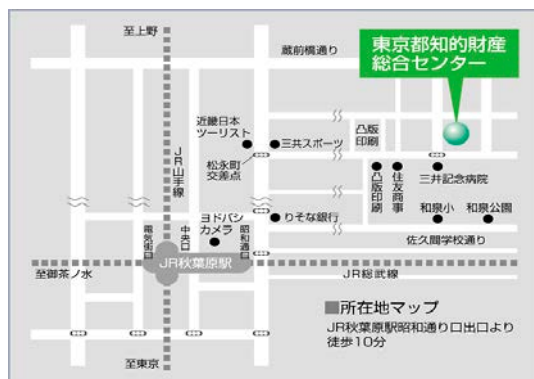 至上野
蔵前橋通り
東京都知的財産
総合センター
近畿日本
ツーリスト
三共スポーツ
凸版
印刷
松永町
交差点
JR山手線
凸版印刷
住友商事
三井記念病院
ヨドバシ
カメラ
りそな銀行
和泉小
和泉公園
電気街口
中央口
昭和通口
佐久間学校通り
至御茶ノ水
JR秋葉原駅
JR総武線
■所在地マップ
JR秋葉原駅昭和通り口出口より
徒歩10分
至東京